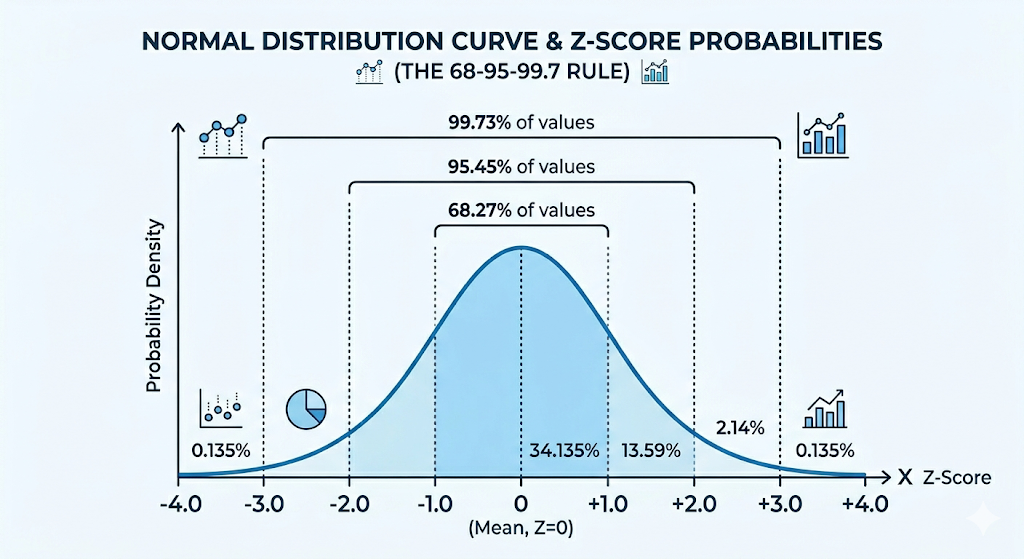 NORMAL DISTRIBUTION CURVE & Z-SCORE PROBABILITIES
(THE 68-95-99.7 RULE)
99.73% of values
95.45% of values
68.27% of values
Probability Density
0.135%
34.135%
13.59%
2.14%
0.135%
-4.0 -3.0 -2.0 -1.0 0 +1.0 +2.0 +3.0 +4.0
X Z-Score
(Mean, Z=0)